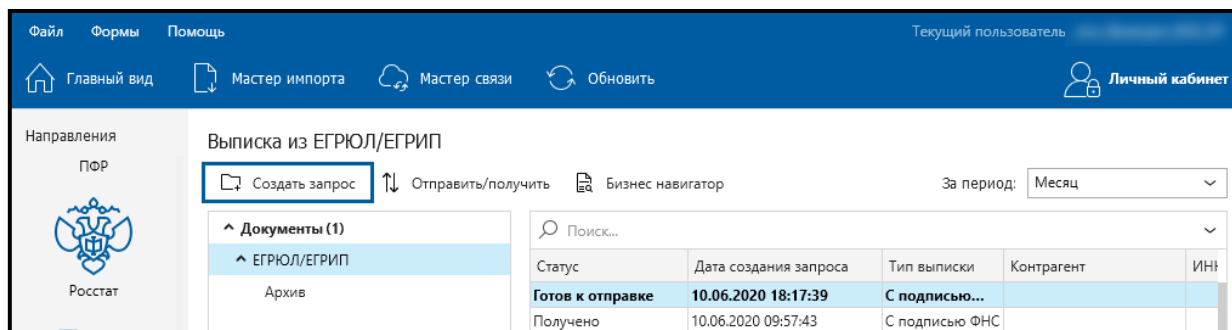 Файл Формы Помощь Текущий пользователь
Главный вид Мастер импорта Мастер связи Обновить Личный кабинет
Направления
ПФР
Росстат
Выписка из ЕГРЮЛ/ЕГРИП
Создать запрос Отправить/получить Бизнес навигатор За период: Месяц
Документы (1)
ЕГРЮЛ/ЕГРИП
Архив
Поиск...
Статус Дата создания запроса Тип выписки Контрагент
Готов к отправке 10.06.2020 18:17:39 С подписью...
Получено 10.06.2020 09:57:43 С подписью ФНС